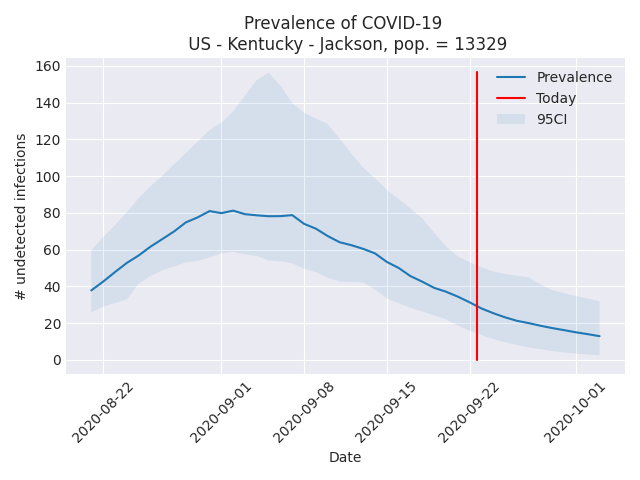 Prevalence of COVID-19
US - Kentucky - Jackson, pop. = 13329
160
140
120
100
80
60
40
20
0
# undetected infections
Prevalence
Today
95CI
2020-08-22
2020-09-01
2020-09-08
2020-09-15
2020-09-22
2020-10-01
Date